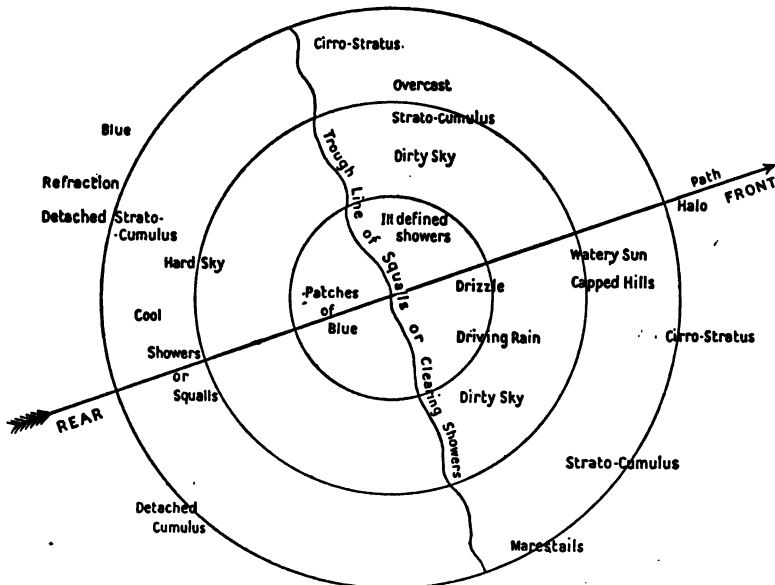 Cirro-Stratus.
Overcast
Strato-Cumulus
Dirty Sky
Blue
Refraction
Detached Strato-
-Cumulus
Hard Sky
Cool
Showers
or
Squalls
REAR
Detached
Cumulus
Trough Line of Squalls or Clearing Showers
Ill defined
showers
Patches
of
Blue
Drizzle
Driving Rain
Dirty Sky
Path
FRONT
Halo
Watery Sun
Capped Hills
Cirro-Stratus
Strato-Cumulus
Marestails